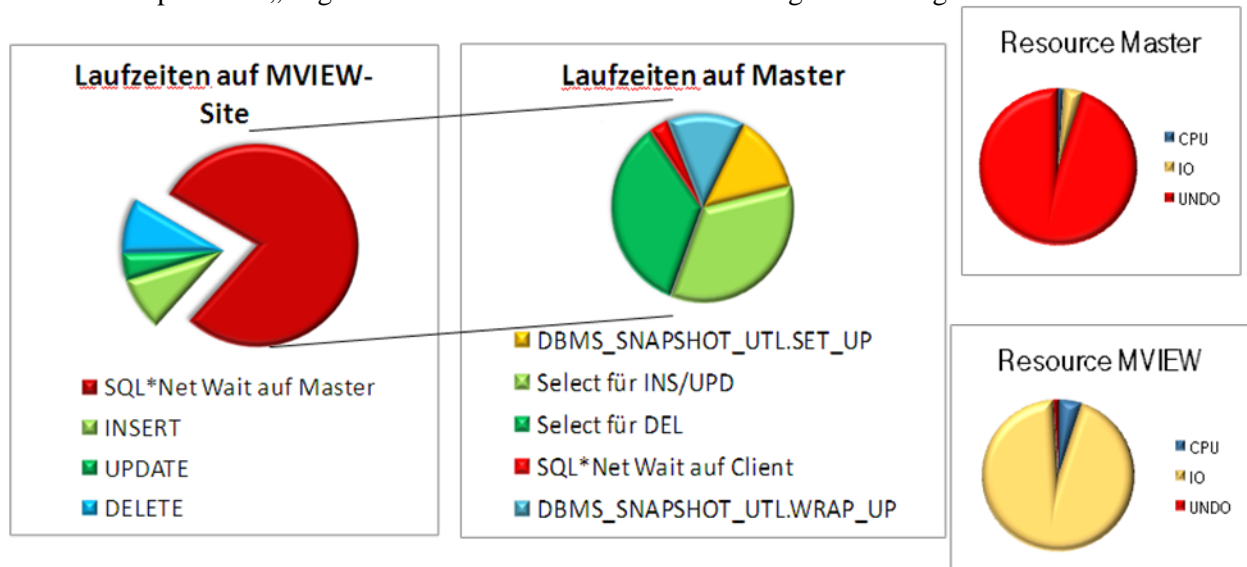 Laufzeiten auf MVIEW-
Site
SQL*Net Wait auf Master
INSERT
UPDATE
DELETE
Laufzeiten auf Master
DBMS_SNAPSHOT_UTL.SET_UP
Select für INS/UPD
Select für DEL
SQL*Net Wait auf Client
DBMS_SNAPSHOT_UTL.WRAP_UP
Resource Master
CPU
IO
UNDO
Resource MVIEW
CPU
IO
UNDO